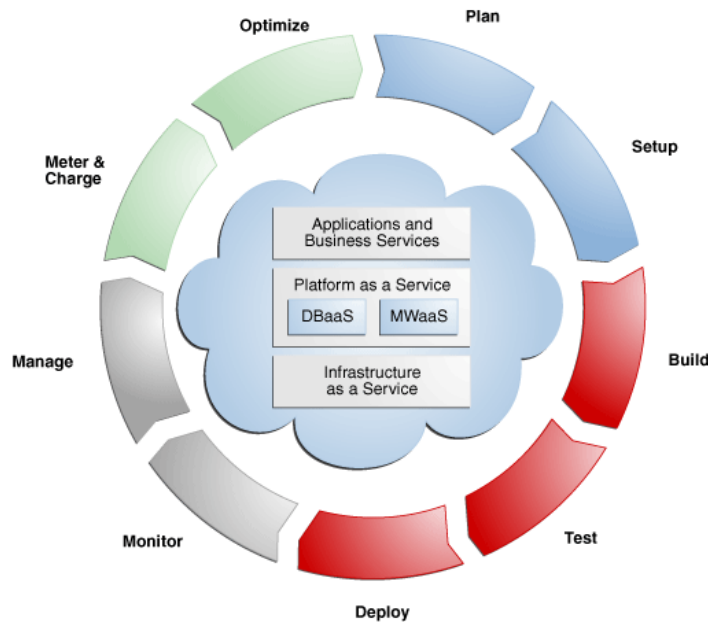 Optimize
Plan
Setup
Meter &
Charge
Applications and
Business Services
Platform as a Service
DBaaS
MWaaS
Infrastructure
as a Service
Manage
Build
Monitor
Test
Deploy